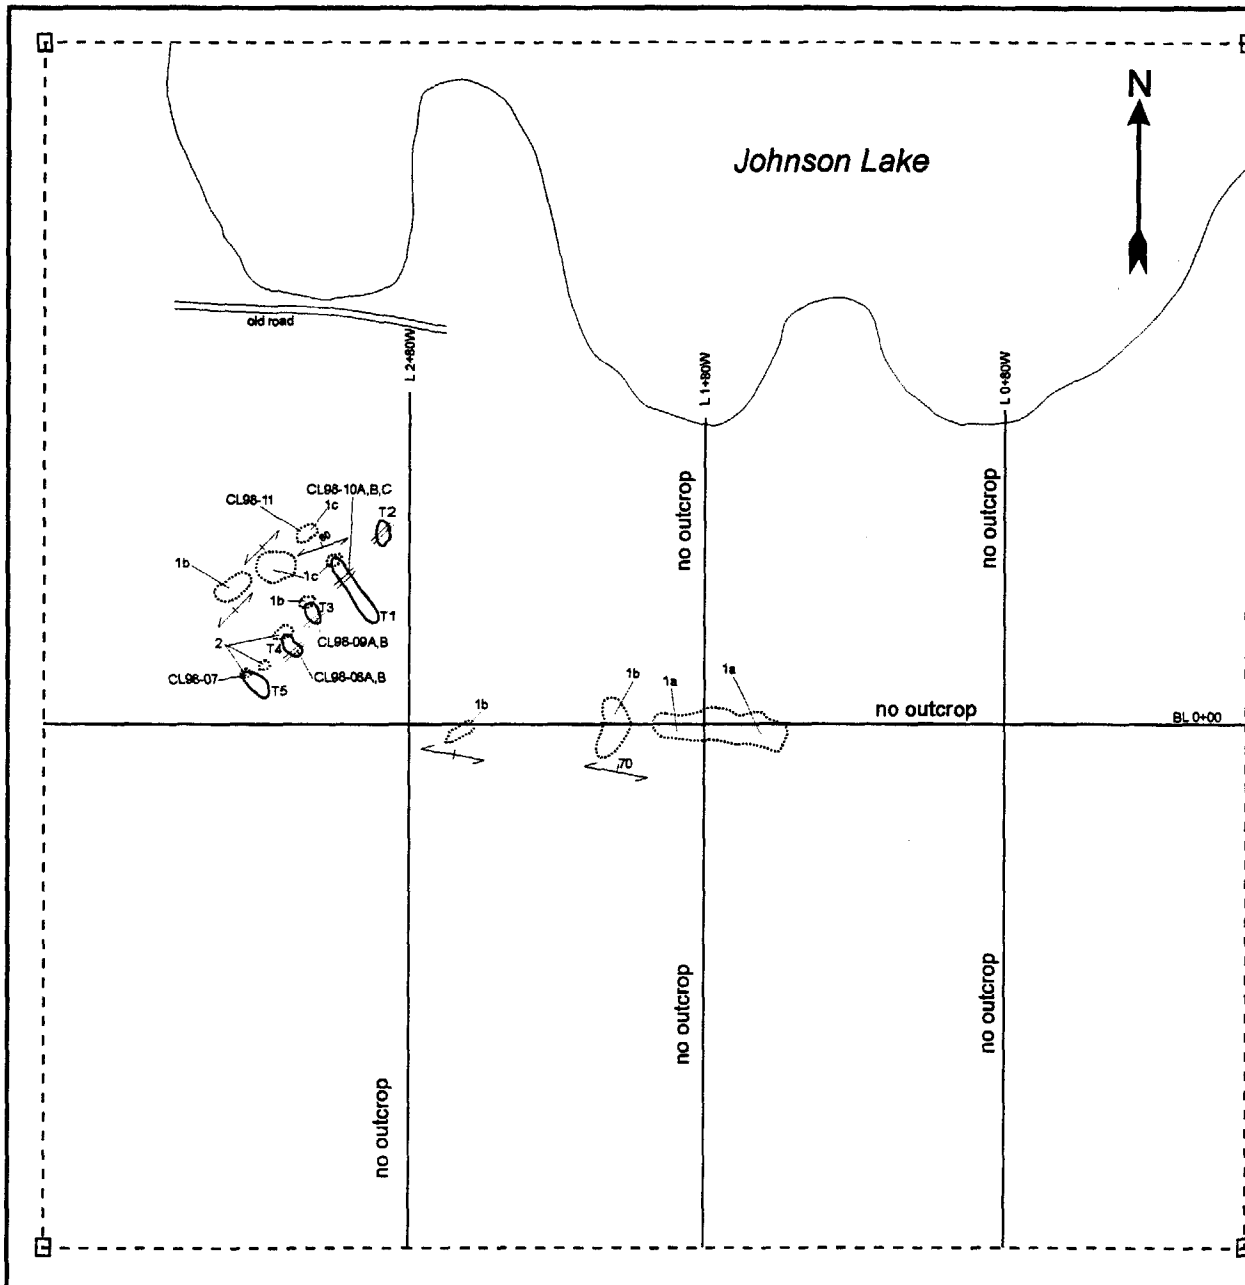 N
Johnson Lake
old road
L 2+80W
L 1+80W
L 0+80W
no outcrop
no outcrop
CL98-11
1c
CL98-10A,B,C
T2
80
1b
1c
1b
T3
T1
CL98-09A,B
2
T4
CL98-07
T5
CL98-08A,B
1b
1b
1a
1a
no outcrop
BL 0+00
70
no outcrop
no outcrop
no outcrop